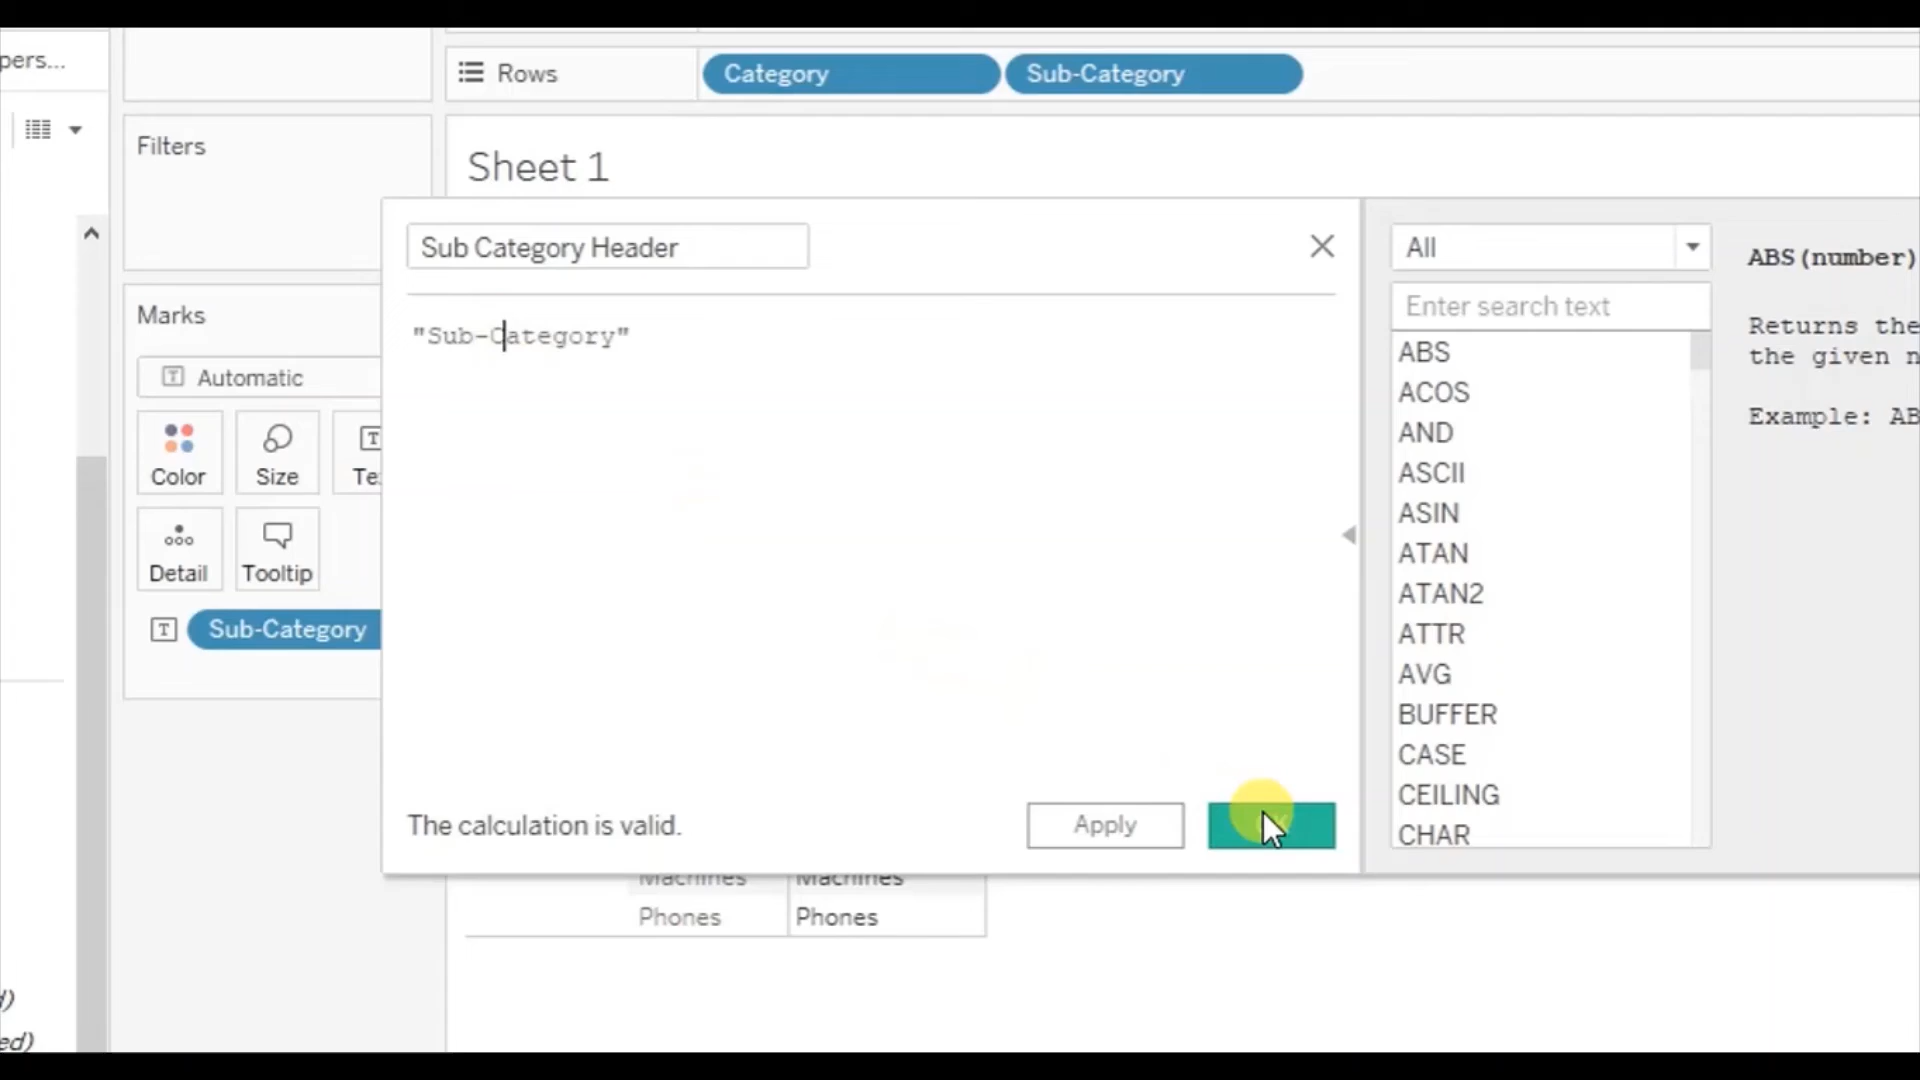 pers...
Rows
Category
Sub-Category
Filters
Sheet 1
Sub Category Header
All
ABS(number)
Enter search text
Marks
"Sub-Category"
Returns the
the given n
ABS
Automatic
ACOS
Example: AB
AND
Color
Size
Te
ASCII
ASIN
ATAN
Detail
Tooltip
ATAN2
Sub-Category
ATTR
AVG
BUFFER
CASE
CEILING
The calculation is valid.
Apply
CHAR
Machines
Machines
Phones
Phones
d)
ed)